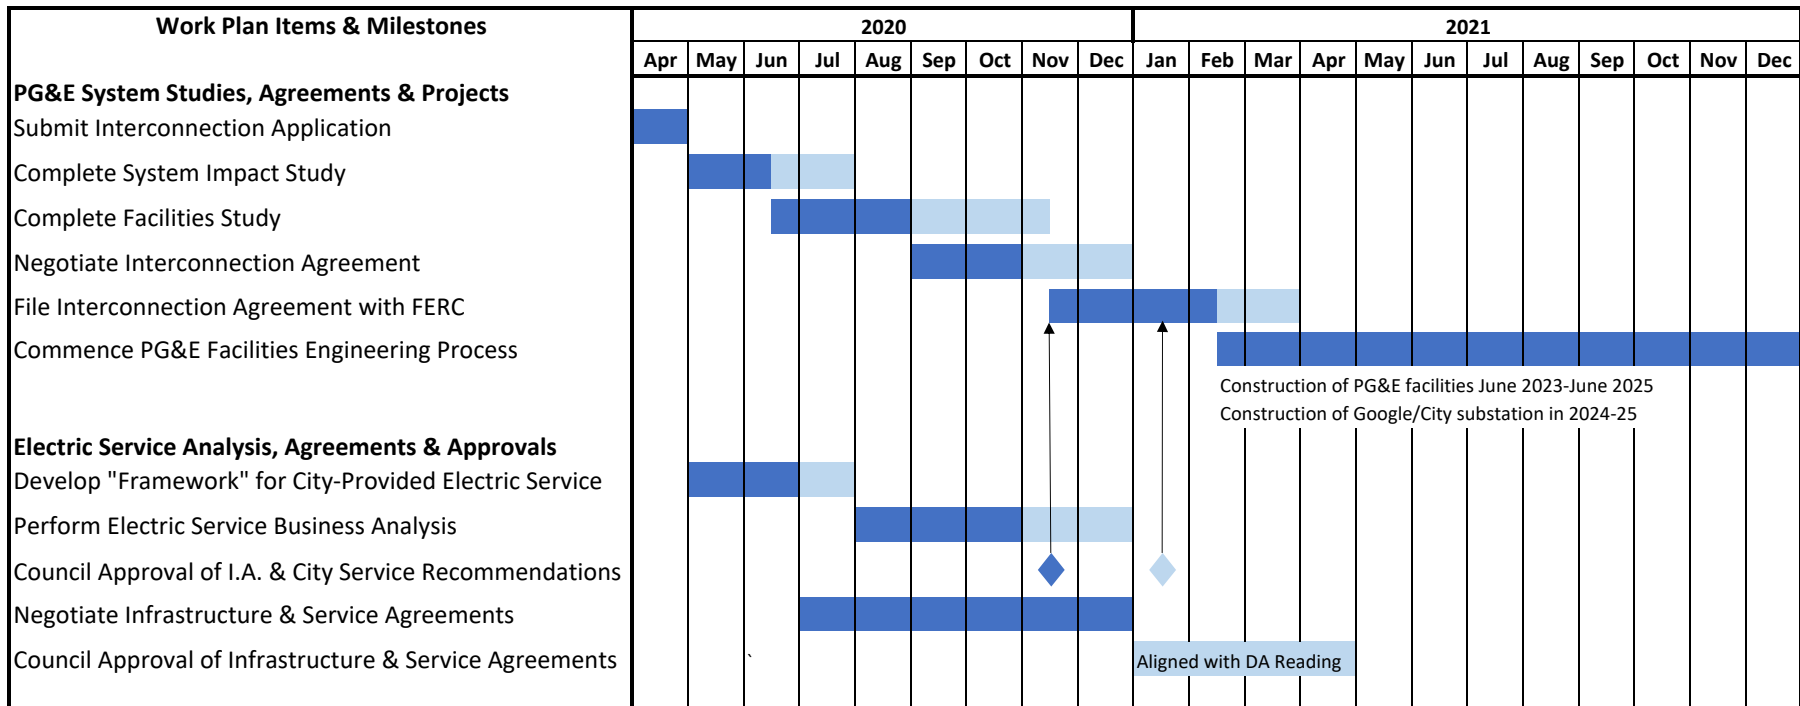 Work Plan Items & Milestones
2020
2021
Apr May Jun Jul Aug Sep Oct Nov Dec Jan Feb Mar Apr May Jun Jul Aug Sep Oct Nov Dec
PG&E System Studies, Agreements & Projects
Submit Interconnection Application
Complete System Impact Study
Complete Facilities Study
Negotiate Interconnection Agreement
File Interconnection Agreement with FERC
Commence PG&E Facilities Engineering Process
Construction of PG&E facilities June 2023-June 2025
Construction of Google/City substation in 2024-25
Electric Service Analysis, Agreements & Approvals
Develop "Framework" for City-Provided Electric Service
Perform Electric Service Business Analysis
Council Approval of I.A. & City Service Recommendations
Negotiate Infrastructure & Service Agreements
Council Approval of Infrastructure & Service Agreements ` Aligned with DA Reading